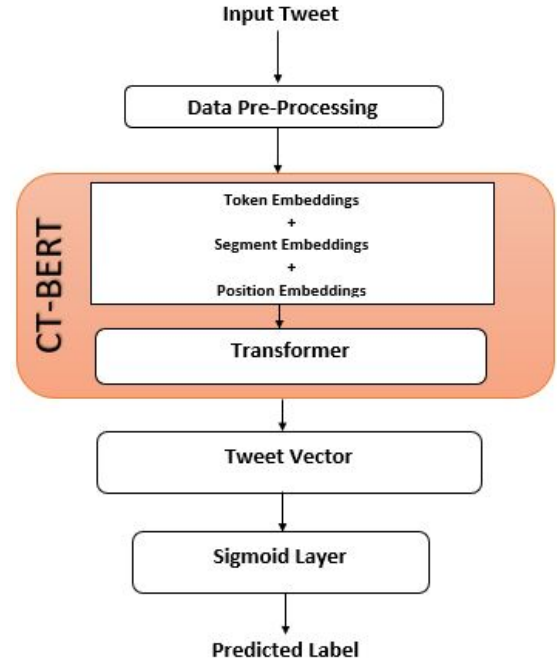 Input Tweet
Data Pre-Processing
CT-BERT
Token Embeddings
+
Segment Embeddings
+
Position Embeddings
Transformer
Tweet Vector
Sigmoid Layer
Predicted Label